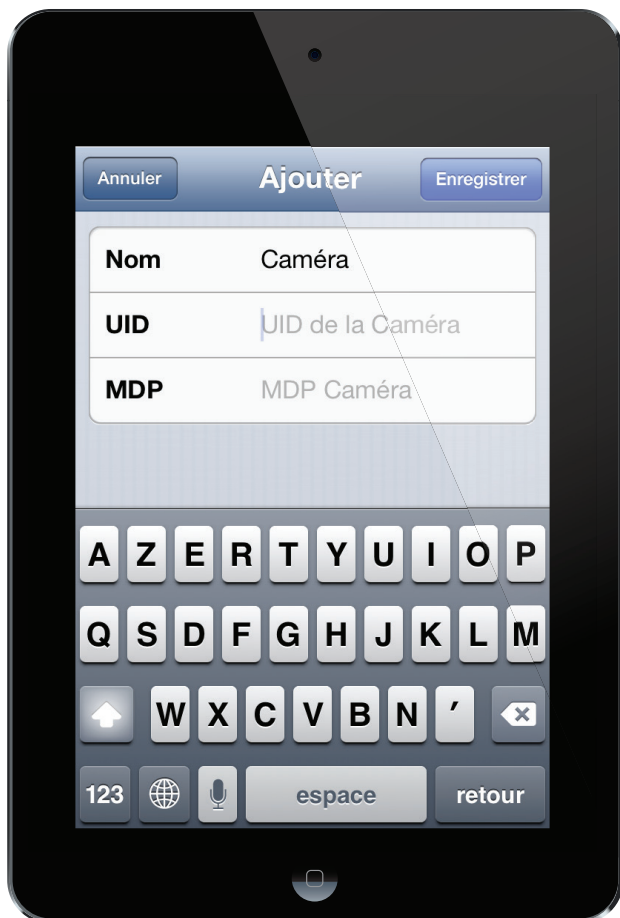 Annuler Ajouter Enregistrer
Nom Caméra
UID UID de la Caméra
MDP MDP Caméra
A Z E R T Y U I O P
Q S D F G H J K L M
W X C V B N ′
123 espace retour